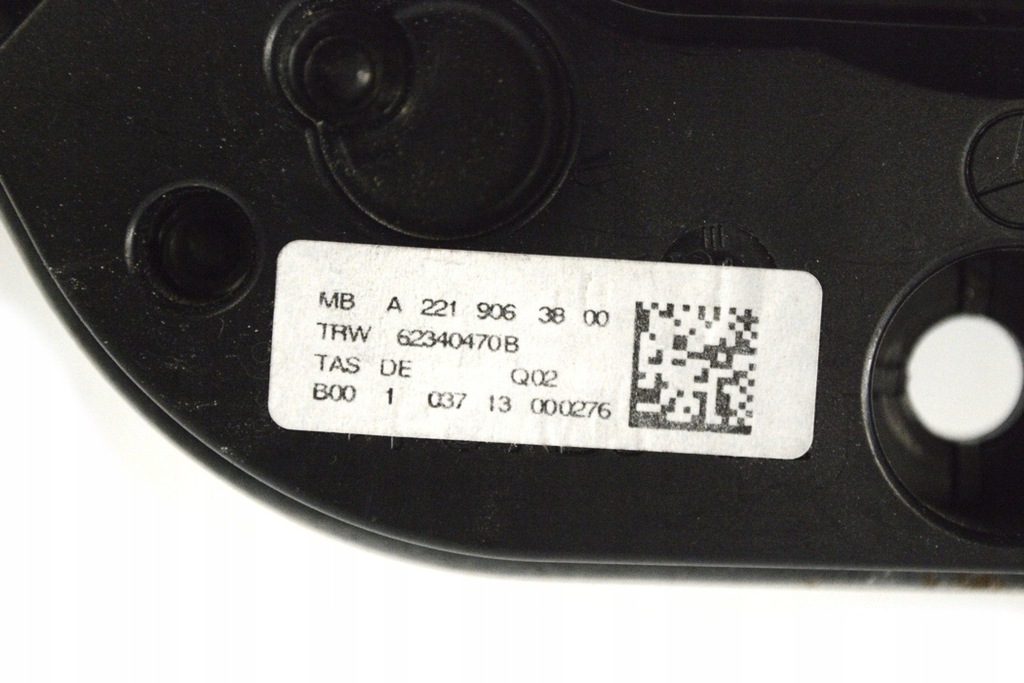 MB A 221 906 38 00
TRW 62340470B
TAS DE Q02
B00 1 037 13 000276